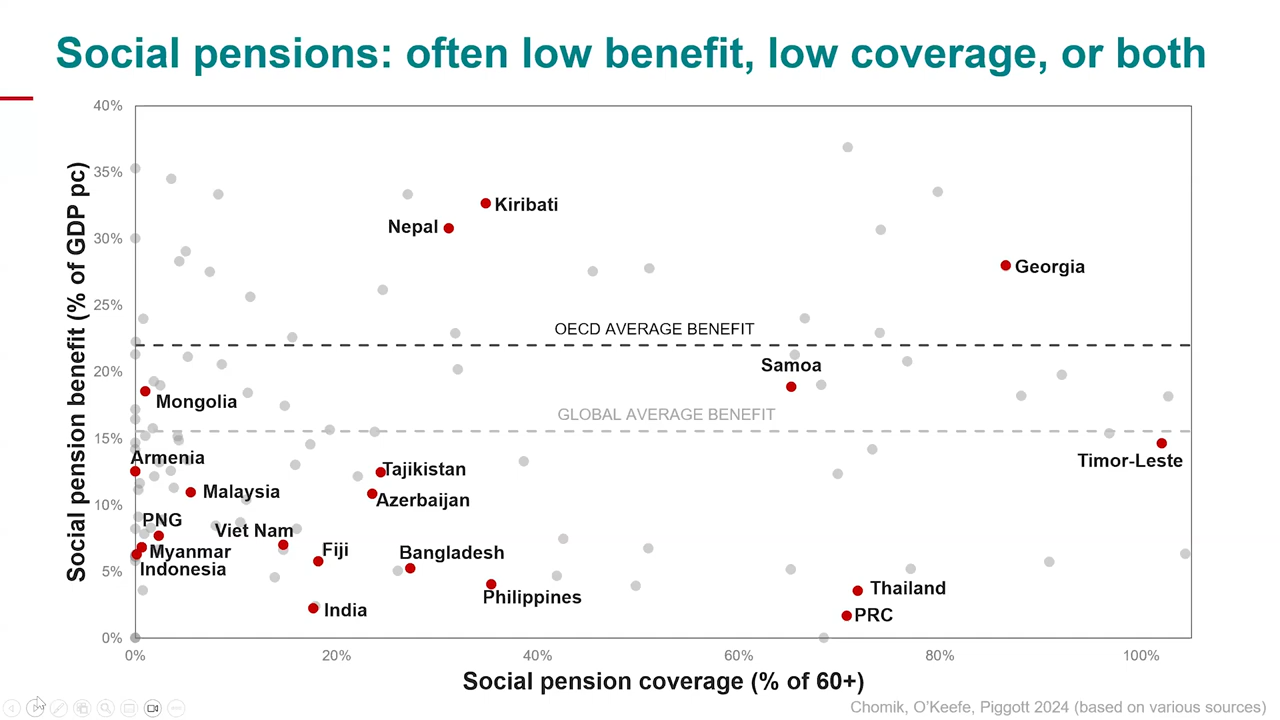 Social pensions: often low benefit, low coverage, or both
Social pension benefit (% of GDP pc)
40%
35%
30%
25%
20%
15%
10%
5%
0%
Kiribati
Nepal
Georgia
OECD AVERAGE BENEFIT
Samoa
Mongolia
GLOBAL AVERAGE BENEFIT
Armenia
Timor-Leste
Tajikistan
Malaysia
Azerbaijan
PNG
Viet Nam
Myanmar
Fiji
Bangladesh
Indonesia
Thailand
Philippines
India
PRC
0%
20%
40%
60%
80%
100%
Social pension coverage (% of 60+)
Chomik, O’Keefe, Piggott 2024 (based on various sources)